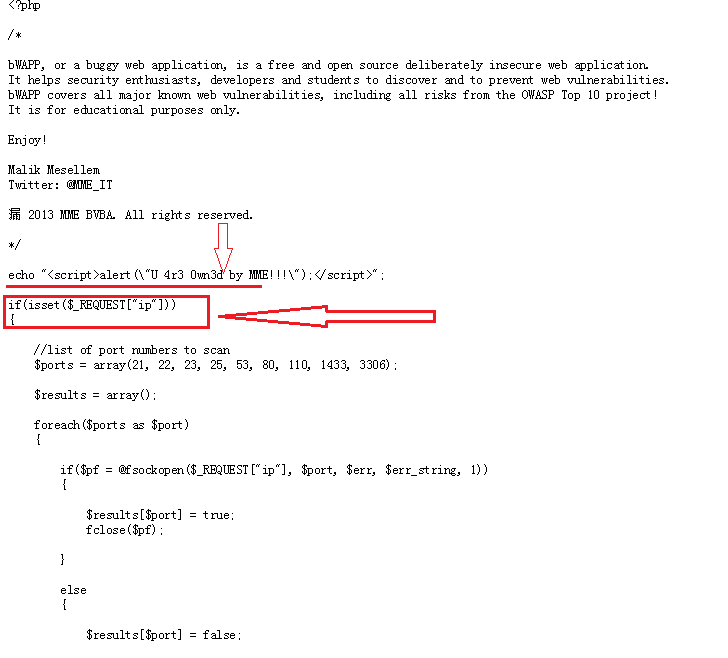 <?php
/*
bWAPP, or a buggy web application, is a free and open source deliberately insecure web application.
It helps security enthusiasts, developers and students to discover and to prevent web vulnerabilities.
bWAPP covers all major known web vulnerabilities, including all risks from the OWASP Top 10 project!
It is for educational purposes only.
Enjoy!
Malik Mesellem
Twitter: @MME_IT
漏 2013 MME BVBA. All rights reserved.
*/
echo "<script>alert(\"U 4r3 0wn3d by MME!!!\");</script>";
if(isset($_REQUEST["ip"]))
{
//list of port numbers to scan
$ports = array(21, 22, 23, 25, 53, 80, 110, 1433, 3306);
$results = array();
foreach($ports as $port)
{
if($pf = @fsockopen($_REQUEST["ip"], $port, $err, $err_string, 1))
{
$results[$port] = true;
fclose($pf);
}
else
{
$results[$port] = false;